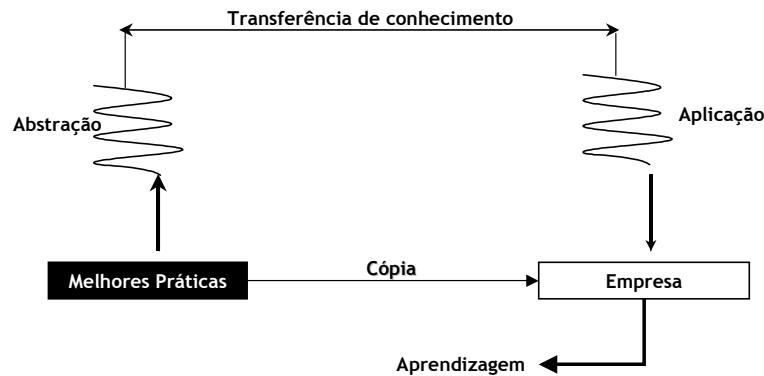 Transferência de conhecimento
Abstração
Aplicação
Melhores Práticas
Cópia
Empresa
Aprendizagem